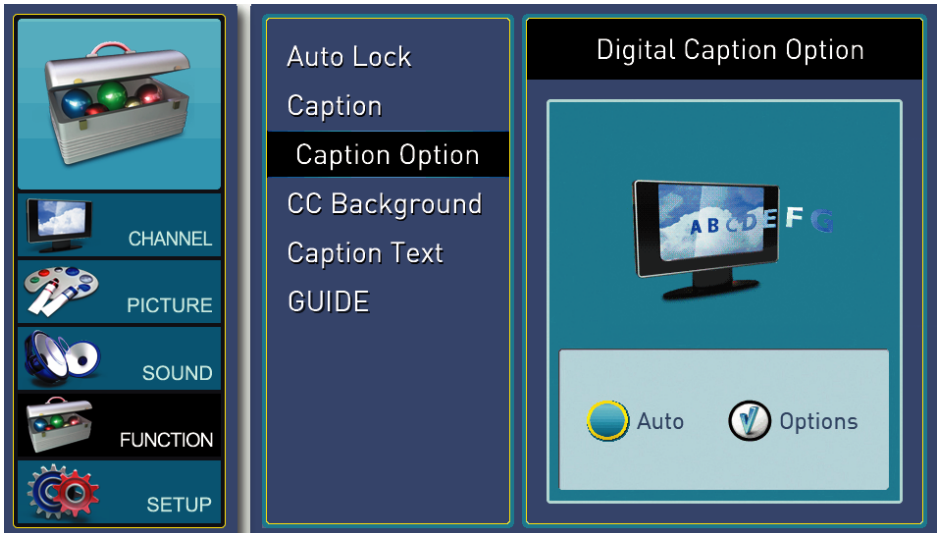 CHANNEL
PICTURE
SOUND
FUNCTION
SETUP
Auto Lock
Caption
Caption Option
CC Background
Caption Text
GUIDE
Digital Caption Option
ABCDEFG
Auto
Options